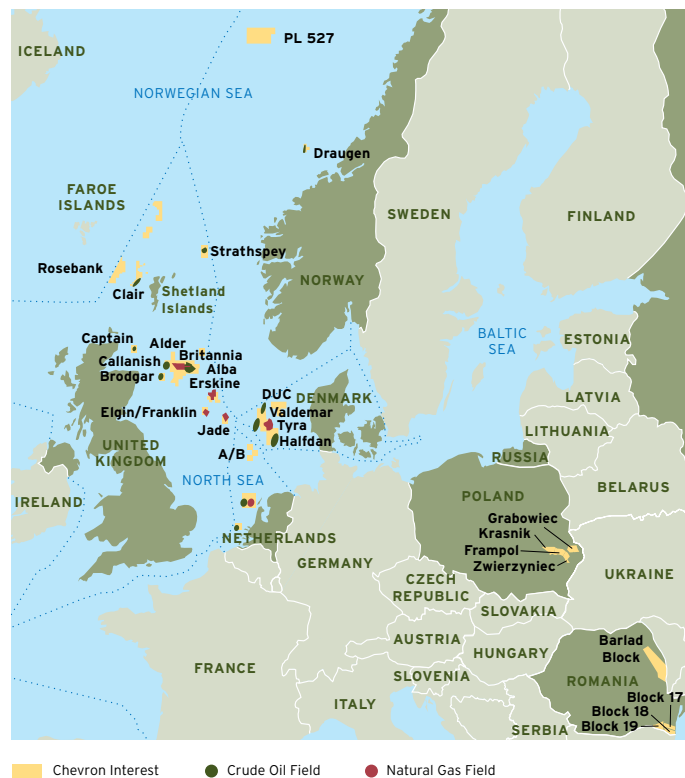 PL 527
ICELAND
NORWEGIAN SEA
Draugen
FAROE
ISLANDS
SWEDEN
FINLAND
Strathspey
Rosebank
NORWAY
Clair
Shetland
Islands
Captain
Alder
BALTIC
SEA
ESTONIA
Britannia
Callanish
Alba
Brodgar
Erskine
DUC
DENMARK
LATVIA
Elgin/Franklin
Valdemar
Jade
Tyra
LITHUANIA
Halfdan
UNITED
KINGDOM
A/B
RUSSIA
NORTH SEA
POLAND
BELARUS
IRELAND
Grabowiec
Krasnik
NETHERLANDS
Frampol
Zwierzyniec
GERMANY
UKRAINE
CZECH
REPUBLIC
SLOVAKIA
AUSTRIA
HUNGARY
Barlad
Block
FRANCE
SLOVENIA
ROMANIA
Block 17
ITALY
Block 18
SERBIA
Block 19
Chevron Interest
Crude Oil Field
Natural Gas Field